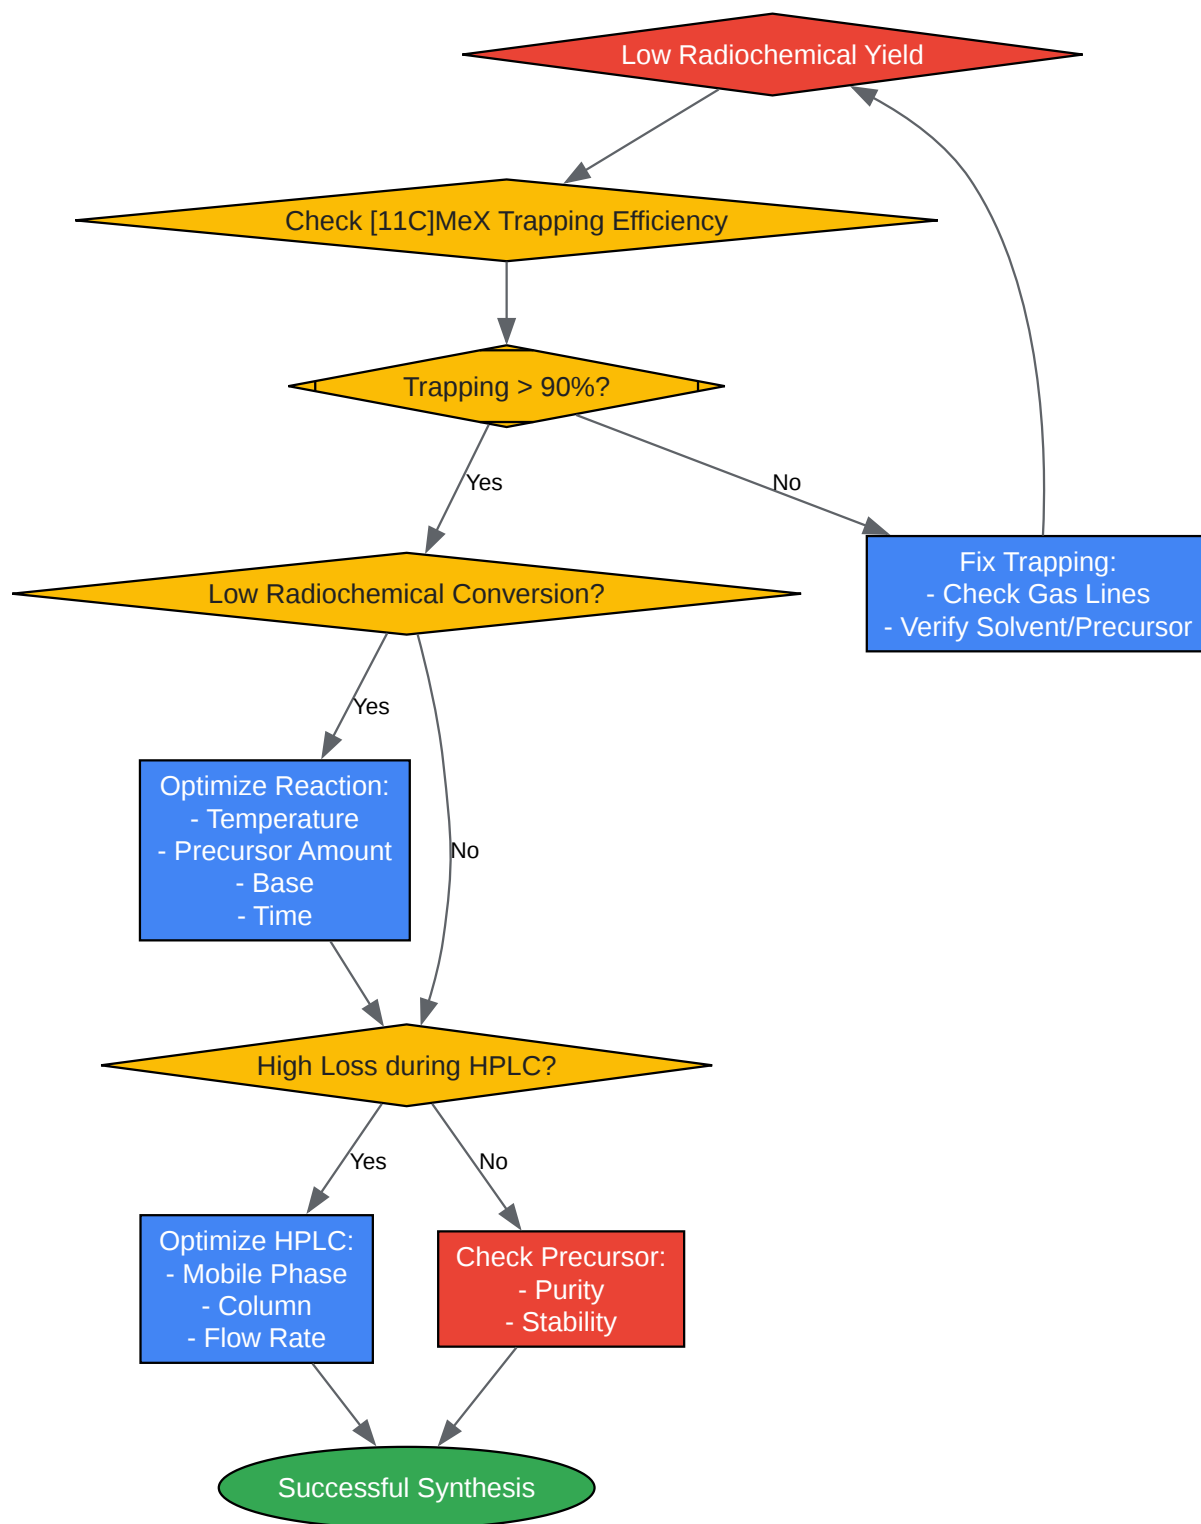 Low Radiochemical Yield
Check [11C]MeX Trapping Efficiency
Trapping > 90%?
Yes
No
Low Radiochemical Conversion?
Fix Trapping:
- Check Gas Lines
- Verify Solvent/Precursor
Yes
Optimize Reaction:
- Temperature
- Precursor Amount
- Base
- Time
No
High Loss during HPLC?
Yes
No
Optimize HPLC:
- Mobile Phase
- Column
- Flow Rate
Check Precursor:
- Purity
- Stability
Successful Synthesis